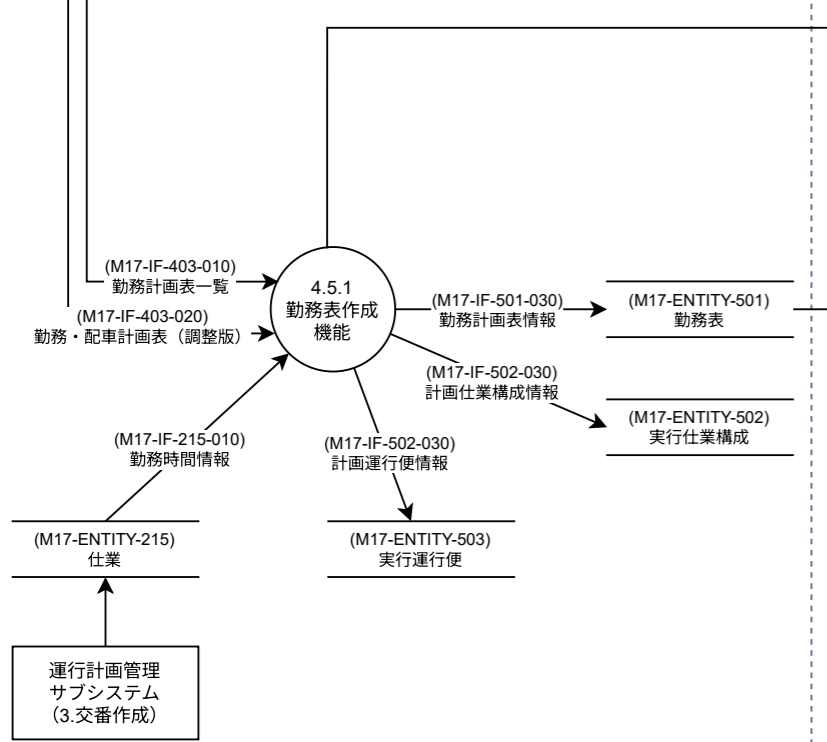 (M17-IF-403-010)
勤務計画表一覧
(M17-IF-403-020)
勤務・配車計画表（調整版）
4.5.1
勤務表作成
機能
(M17-IF-501-030)
勤務計画表情報
(M17-ENTITY-501)
勤務表
(M17-IF-502-030)
計画仕業構成情報
(M17-ENTITY-502)
実行仕業構成
(M17-IF-215-010)
勤務時間情報
(M17-IF-502-030)
計画運行便情報
(M17-ENTITY-215)
仕業
(M17-ENTITY-503)
実行運行便
運行計画管理
サブシステム
（3.交番作成）